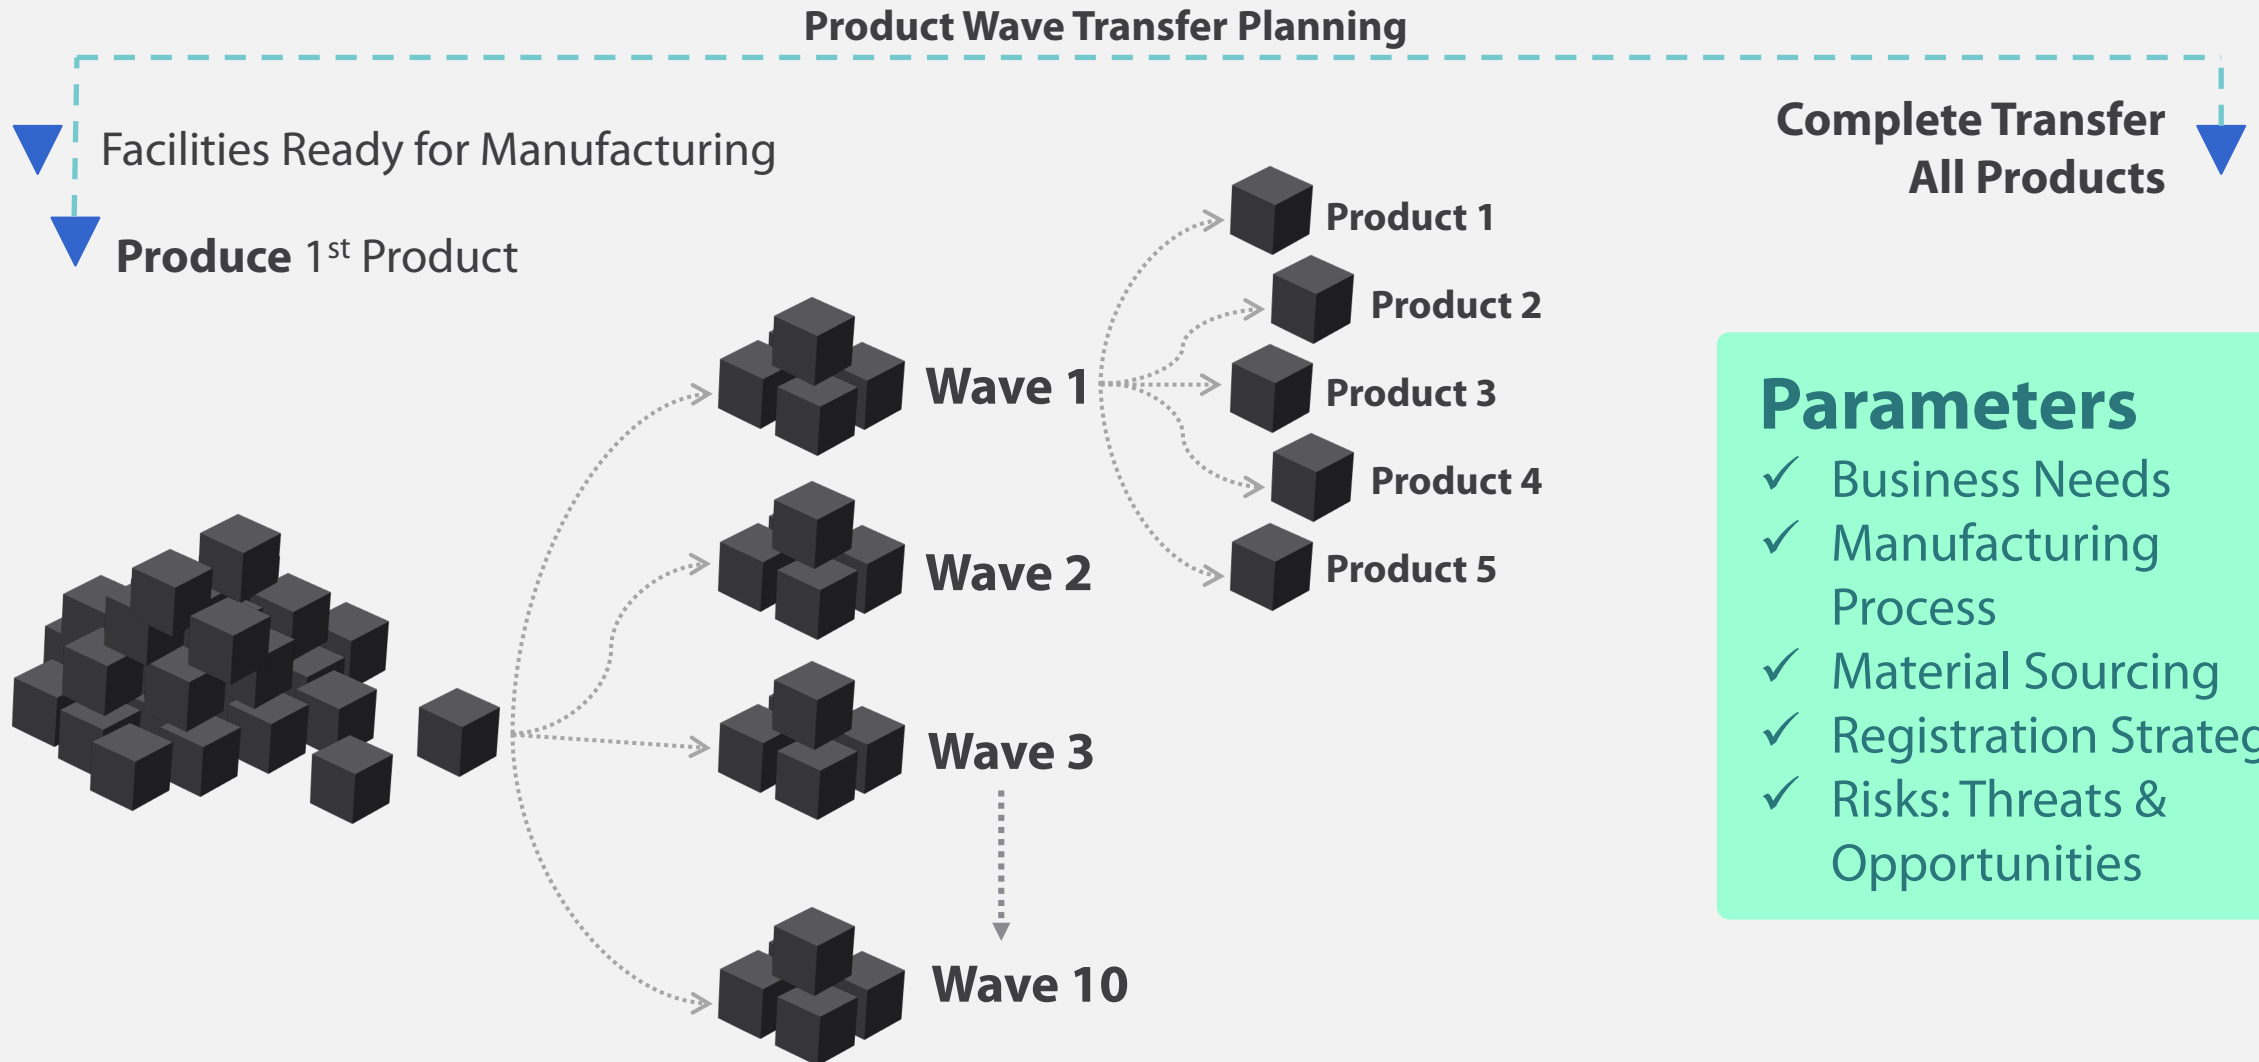 Product Wave Transfer Planning
Facilities Ready for Manufacturing
Produce 1st Product
Complete Transfer
All Products
Product 1
Product 2
Product 3
Product 4
Product 5
Wave 1
Wave 2
Wave 3
Wave 10
Parameters
✓ Business Needs
✓ Manufacturing
Process
✓ Material Sourcing
✓ Registration Strateg
✓ Risks: Threats &
Opportunities